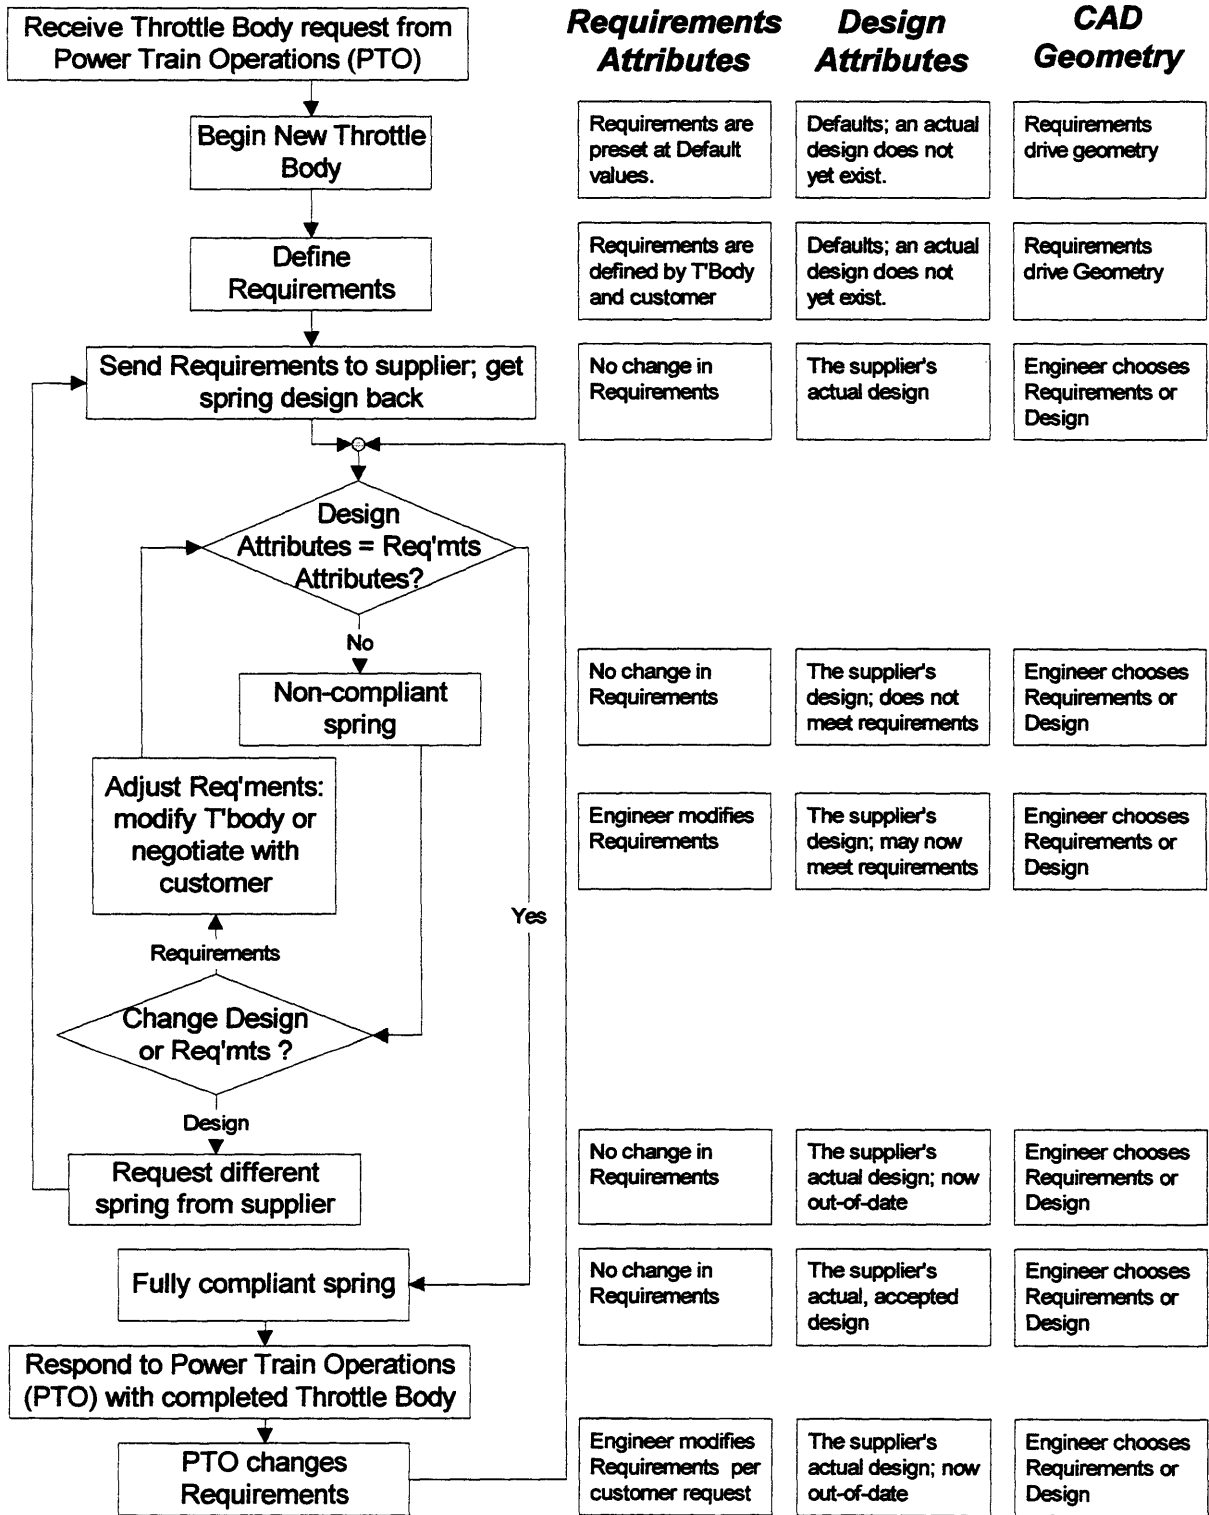 Receive Throttle Body request from
Power Train Operations (PTO)
Requirements
Attributes
Design
Attributes
CAD
Geometry
Begin New Throttle
Body
Requirements are
preset at Default
values.
Defaults; an actual
design does not
yet exist.
Requirements
drive geometry
Define
Requirements
Requirements are
defined by T'Body
and customer
Defaults; an actual
design does not
yet exist.
Requirements
drive Geometry
Send Requirements to supplier; get
spring design back
No change in
Requirements
The supplier's
actual design
Engineer chooses
Requirements or
Design
Design
Attributes = Req'mts
Attributes?
No
Non-compliant
spring
No change in
Requirements
The supplier's
design; does not
meet requirements
Engineer chooses
Requirements or
Design
Adjust Req'ments:
modify T'body or
negotiate with
customer
Engineer modifies
Requirements
The supplier's
design; may now
meet requirements
Engineer chooses
Requirements or
Design
Yes
Requirements
Change Design
or Req'mts ?
Design
Request different
spring from supplier
No change in
Requirements
The supplier's
actual design; now
out-of-date
Engineer chooses
Requirements or
Design
Fully compliant spring
No change in
Requirements
The supplier's
actual, accepted
design
Engineer chooses
Requirements or
Design
Respond to Power Train Operations
(PTO) with completed Throttle Body
PTO changes
Requirements
Engineer modifies
Requirements per
customer request
The supplier's
actual design; now
out-of-date
Engineer chooses
Requirements or
Design